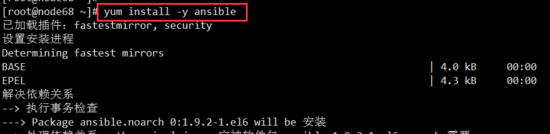 [root@node68 ~]#
[root@node68 ~]# yum install -y ansible
已加载插件：fastestmirror, security
设置安装进程
Determining fastest mirrors
BASE | 4.0 kB 00:00
EPEL | 4.3 kB 00:00
解决依赖关系
--> 执行事务检查
---> Package ansible.noarch 0:1.9.2-1.el6 will be 安装